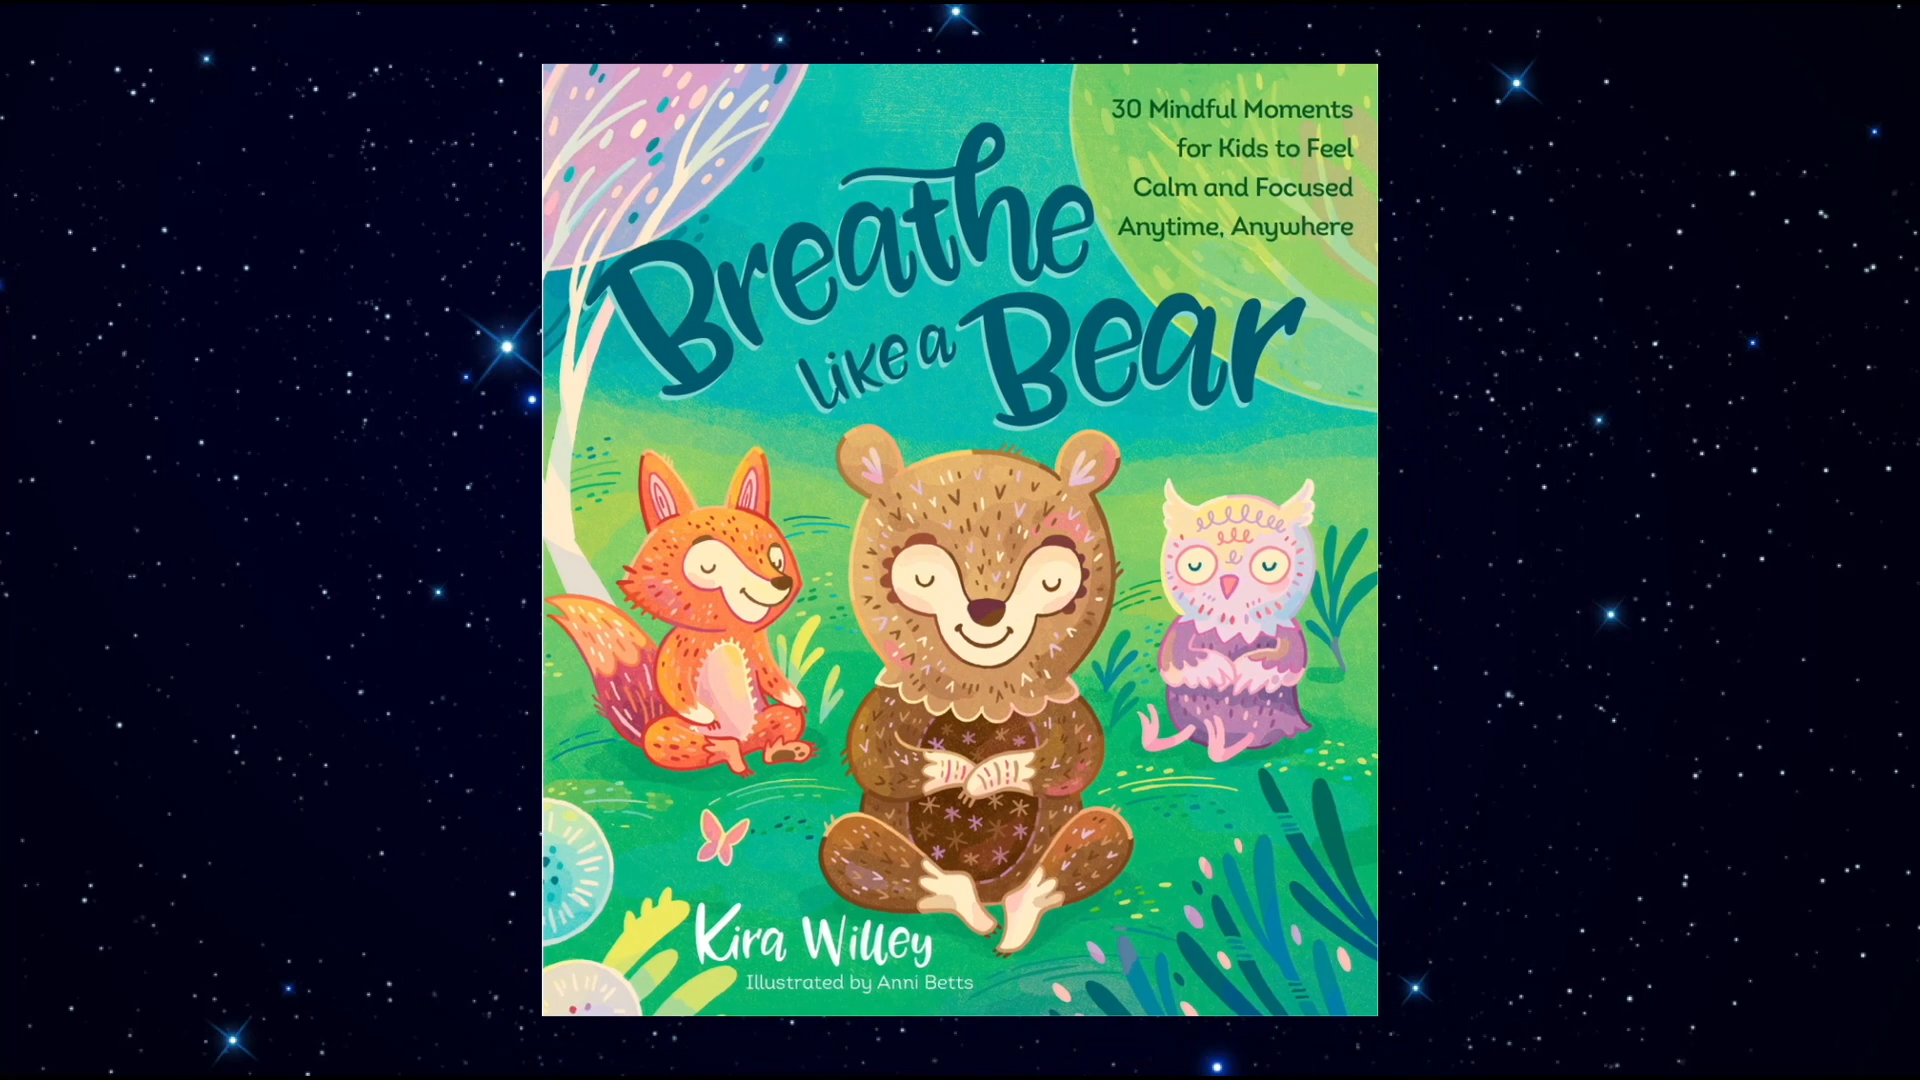 30 Mindful Moments
for Kids to Feel
Calm and Focused
Anytime, Anywhere
Breathe
like a Bear
Kira Willey
Illustrated by Anni Betts